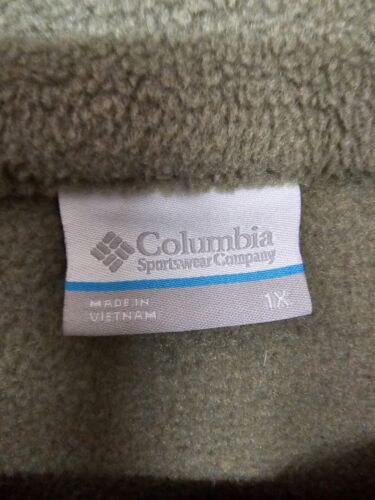 Columbia
Sportswear Company
MADE IN
VIETNAM
1X